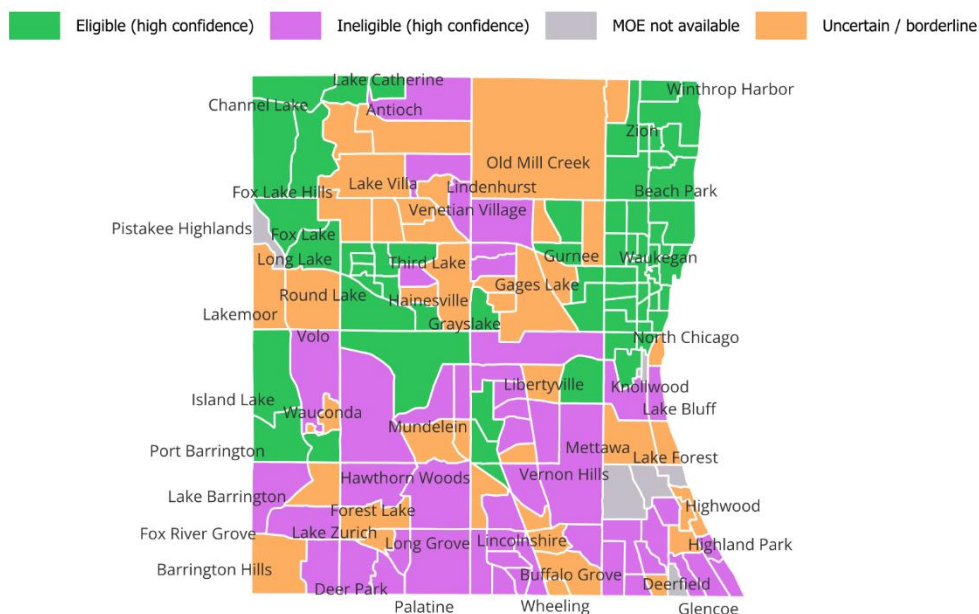 Eligible (high confidence) Ineligible (high confidence) MOE not available Uncertain / borderline
Lake Catherine
Winthrop Harbor
Channel Lake
Antioch
Zion
Old Mill Creek
Lake Villa
Lindenhurst
Fox Lake Hills
Beach Park
Venetian Village
Pistakee Highlands
Fox Lake
Gurnee
Waukegan
Long Lake
Third Lake
Gages Lake
Round Lake
Hainesville
Lakemoor
Grayslake
Volo
North Chicago
Libertyville
Knollwood
Island Lake
Wauconda
Lake Bluff
Mundelein
Port Barrington
Mettawa
Lake Forest
Hawthorn Woods
Vernon Hills
Lake Barrington
Forest Lake
Highwood
Fox River Grove
Lake Zurich
Long Grove
Lincolnshire
Highland Park
Barrington Hills
Buffalo Grove
Deerfield
Deer Park
Palatine
Wheeling
Glencoe